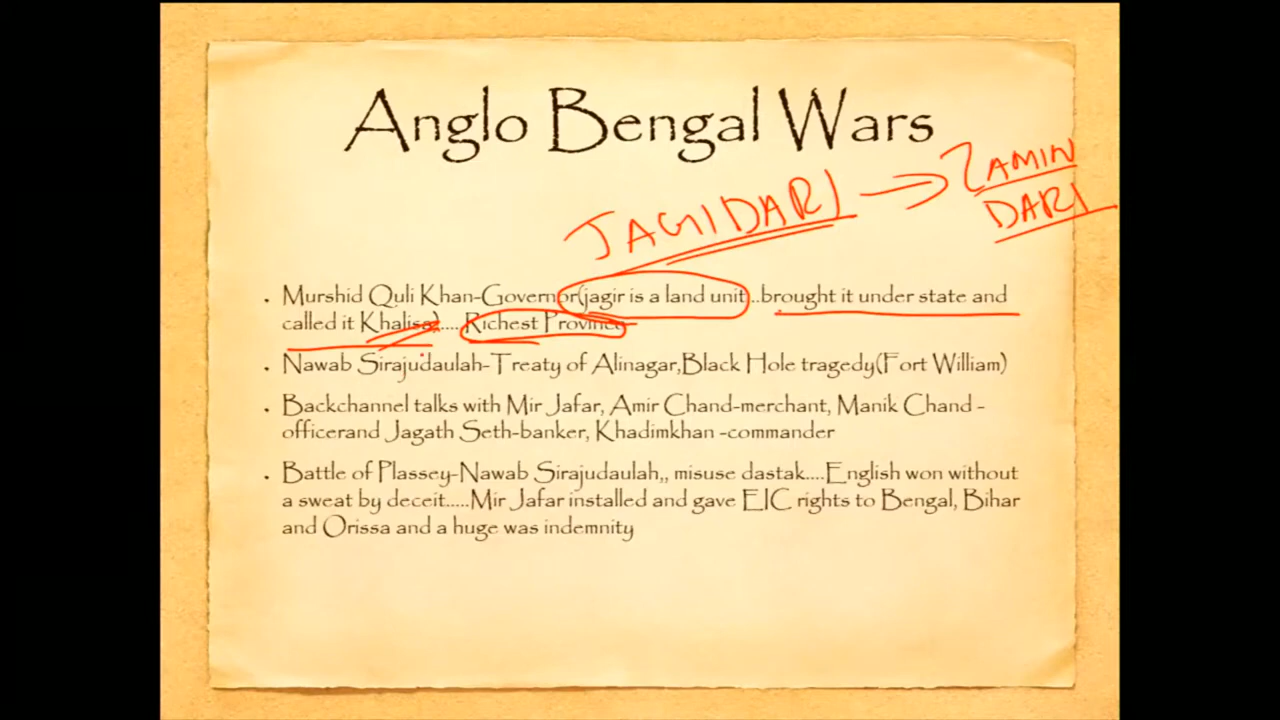 Anglo Bengal Wars
JAGIDARI → ZAMIN
DARI
• Murshid Quli Khan-Governor(jagir is a land unit..brought it under state and
called it Khalisa).... Richest Province
• Nawab Sirajudaulah-Treaty of Alinagar,Black Hole tragedy(Fort William)
• Backchannel talks with Mir Jafar, Amir Chand-merchant, Manik Chand -
officerand Jagath Seth-banker, Khadimkhan -commander
• Battle of Plassey-Nawab Sirajudaulah,, misuse dastak....English won without
a sweat by deceit.....Mir Jafar installed and gave EIC rights to Bengal, Bihar
and Orissa and a huge was indemnity